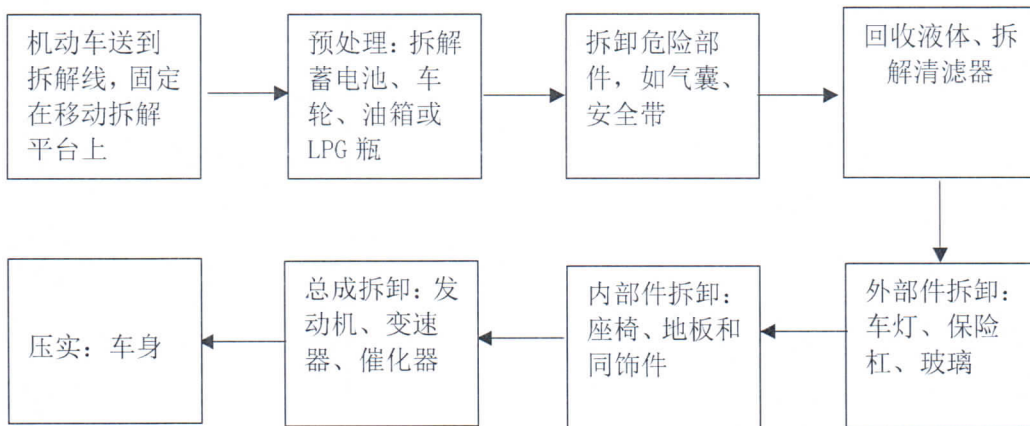 机动车送到
拆解线，固定
在移动拆解
平台上
预处理：拆解
蓄电池、车
轮、油箱或
LPG 瓶
拆卸危险部
件，如气囊、
安全带
回收液体、拆
解清滤器
外部件拆卸：
车灯、保险
杠、玻璃
内部件拆卸：
座椅、地板和
同饰件
总成拆卸：发
动机、变速
器、催化器
压实：车身